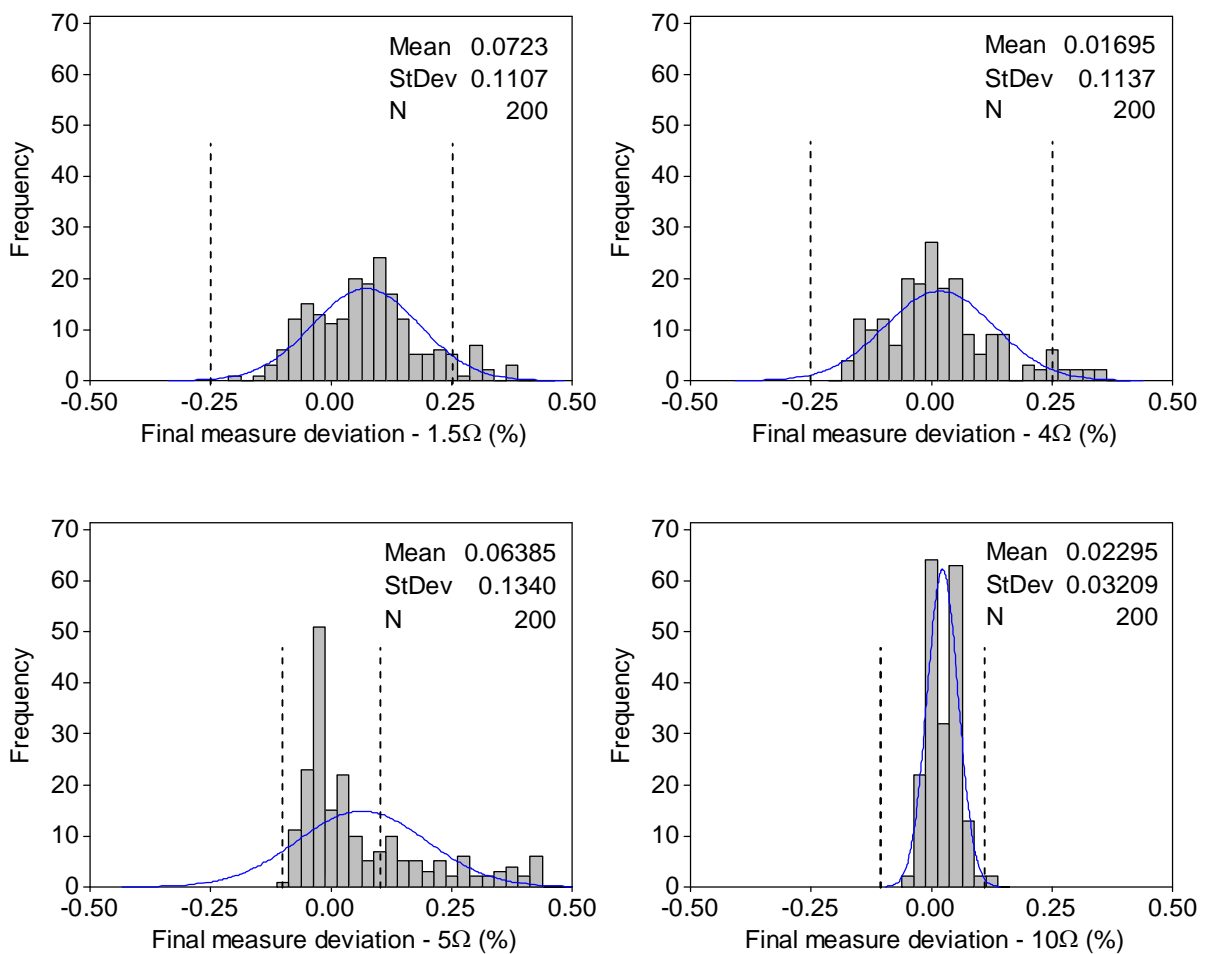 70
60
50
40
30
20
10
0
Frequency
Mean 0.0723
StDev 0.1107
N 200
-0.50 -0.25 0.00 0.25 0.50
Final measure deviation - 1.5Ω (%)
70
60
50
40
30
20
10
0
Frequency
Mean 0.01695
StDev 0.1137
N 200
-0.50 -0.25 0.00 0.25 0.50
Final measure deviation - 4Ω (%)
70
60
50
40
30
20
10
0
Frequency
Mean 0.06385
StDev 0.1340
N 200
-0.50 -0.25 0.00 0.25 0.50
Final measure deviation - 5Ω (%)
70
60
50
40
30
20
10
0
Frequency
Mean 0.02295
StDev 0.03209
N 200
-0.50 -0.25 0.00 0.25 0.50
Final measure deviation - 10Ω (%)